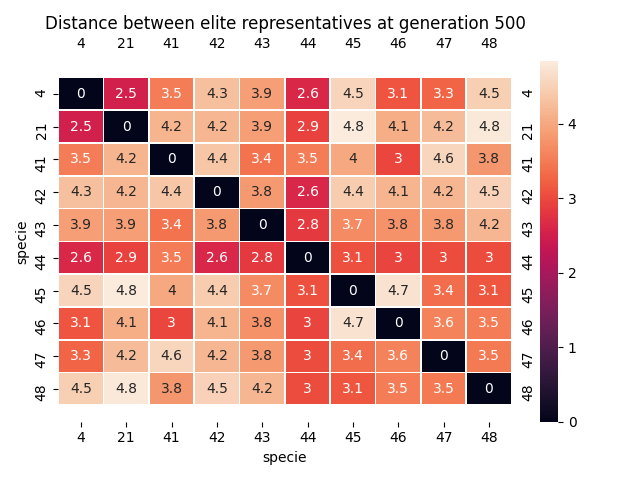 Distance between elite representatives at generation 500
4 21 41 42 43 44 45 46 47 48
4 0 2.5 3.5 4.3 3.9 2.6 4.5 3.1 3.3 4.5 4
21 2.5 0 4.2 4.2 3.9 2.9 4.8 4.1 4.2 4.8 21
41 3.5 4.2 0 4.4 3.4 3.5 4 3 4.6 3.8 41
42 4.3 4.2 4.4 0 3.8 2.6 4.4 4.1 4.2 4.5 42
43 3.9 3.9 3.4 3.8 0 2.8 3.7 3.8 3.8 4.2 43
44 2.6 2.9 3.5 2.6 2.8 0 3.1 3 3 3 44
45 4.5 4.8 4 4.4 3.7 3.1 0 4.7 3.4 3.1 45
46 3.1 4.1 3 4.1 3.8 3 4.7 0 3.6 3.5 46
47 3.3 4.2 4.6 4.2 3.8 3 3.4 3.6 0 3.5 47
48 4.5 4.8 3.8 4.5 4.2 3 3.1 3.5 3.5 0 48
4 21 41 42 43 44 45 46 47 48
specie
specie
4
3
2
1
0